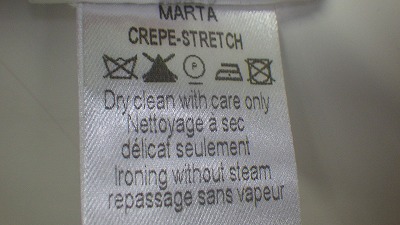 MARTA
CREPE-STRETCH
P
Dry clean with care only
Nettoyage à sec
délicat seulement
Ironing without steam
repassage sans vapeur